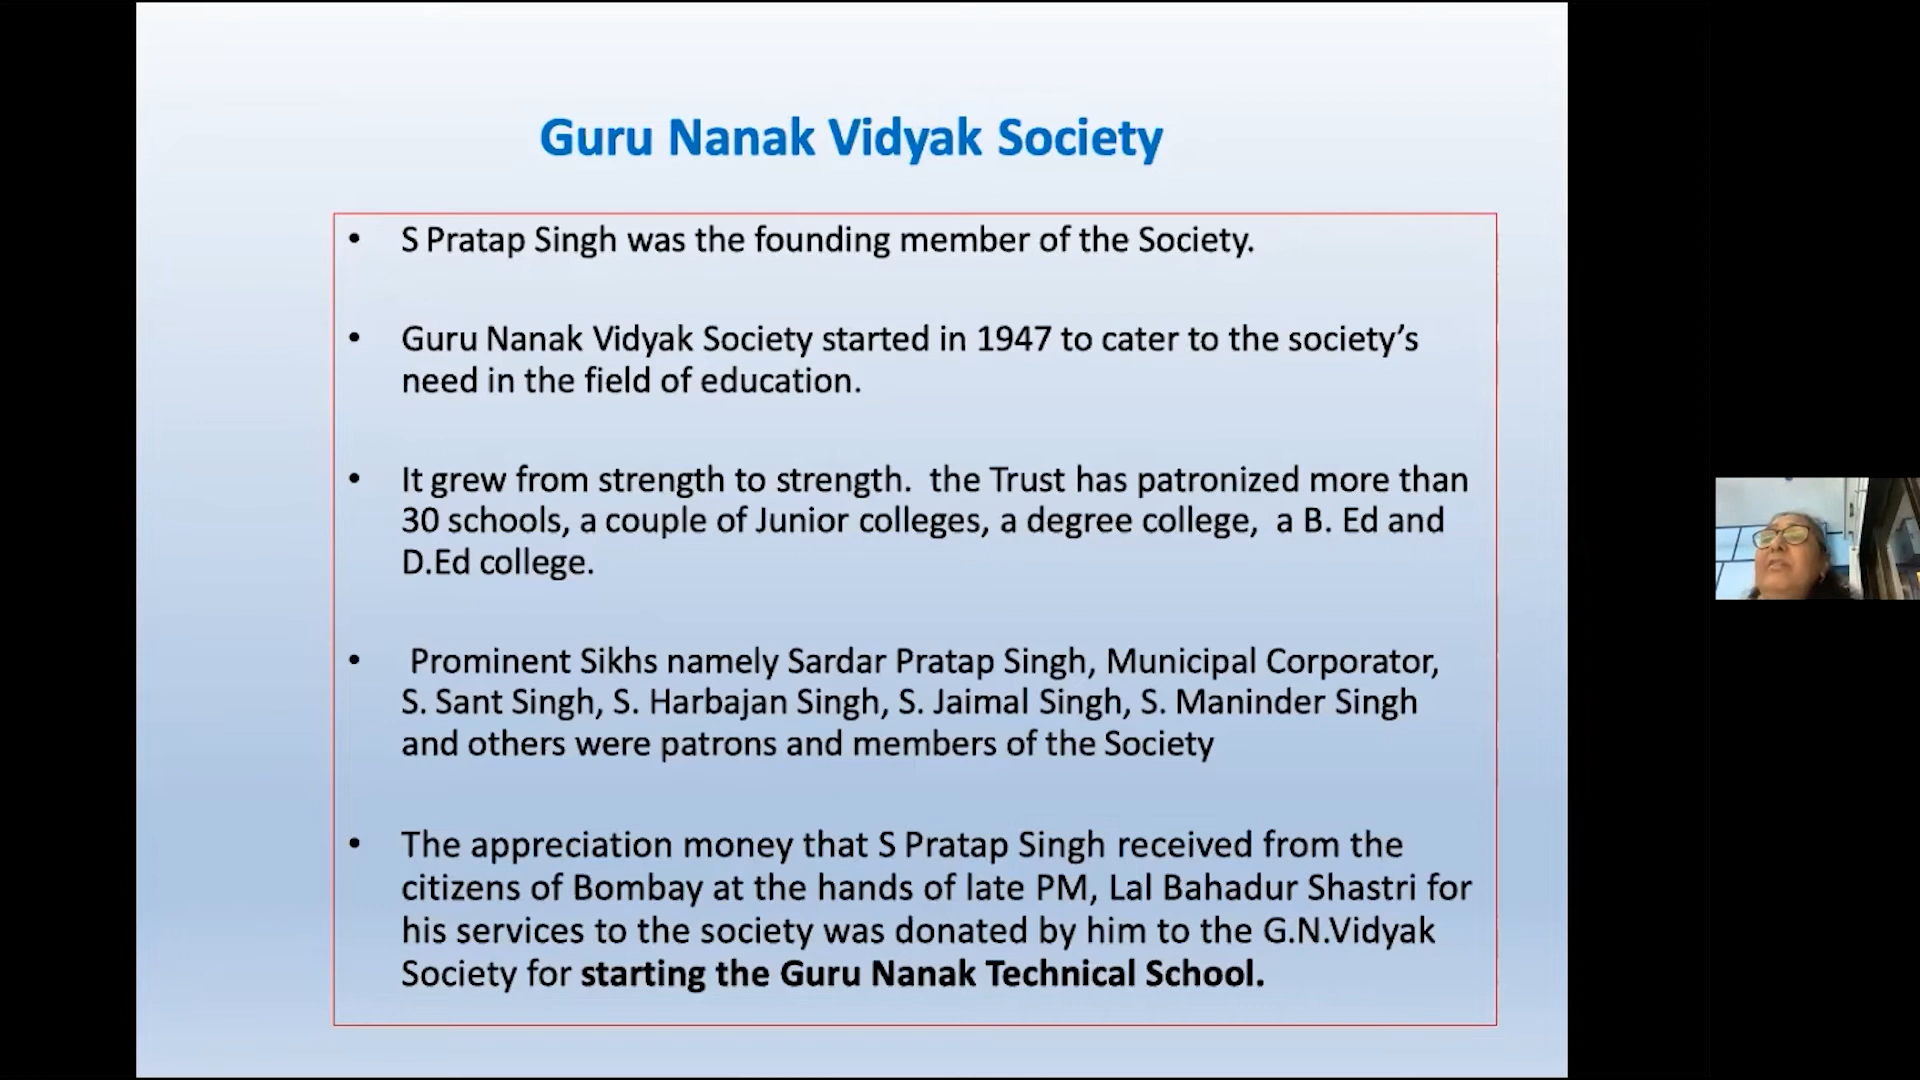 Guru Nanak Vidyak Society
• S Pratap Singh was the founding member of the Society.
• Guru Nanak Vidyak Society started in 1947 to cater to the society’s
need in the field of education.
• It grew from strength to strength.  the Trust has patronized more than
30 schools, a couple of Junior colleges, a degree college,  a B. Ed and
D.Ed college.
• Prominent Sikhs namely Sardar Pratap Singh, Municipal Corporator,
S. Sant Singh, S. Harbajan Singh, S. Jaimal Singh, S. Maninder Singh
and others were patrons and members of the Society
• The appreciation money that S Pratap Singh received from the
citizens of Bombay at the hands of late PM, Lal Bahadur Shastri for
his services to the society was donated by him to the G.N.Vidyak
Society for starting the Guru Nanak Technical School.